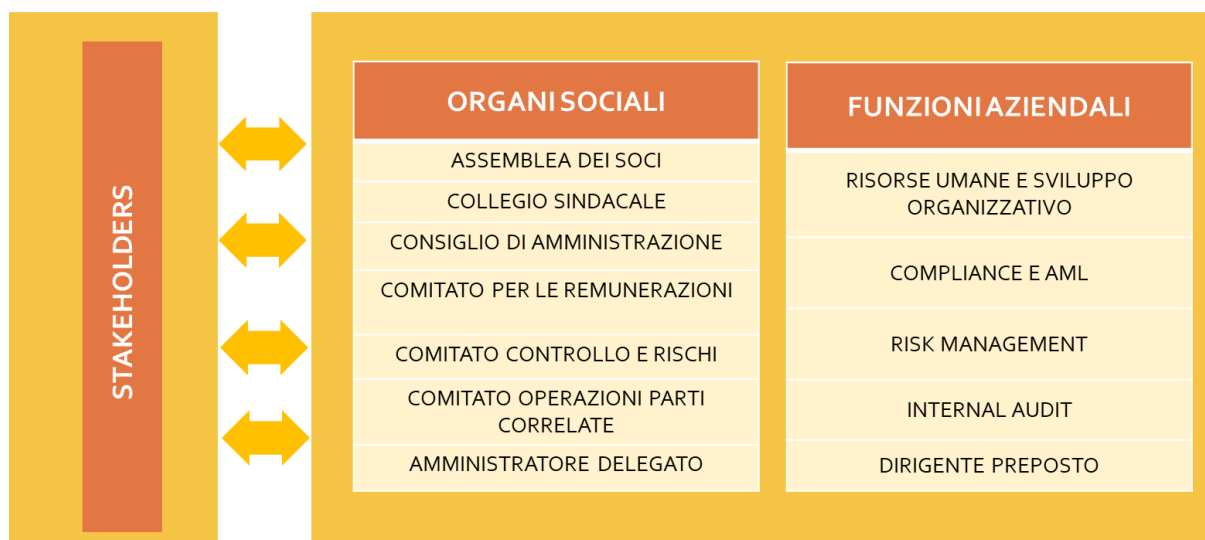 STAKEHOLDERS
ORGANI SOCIALI
ASSEMBLEA DEI SOCI
COLLEGIO SINDACALE
CONSIGLIO DI AMMINISTRAZIONE
COMITATO PER LE REMUNERAZIONI
COMITATO CONTROLLO E RISCHI
COMITATO OPERAZIONI PARTI
CORRELATE
AMMINISTRATORE DELEGATO
FUNZIONI AZIENDALI
RISORSE UMANE E SVILUPPO
ORGANIZZATIVO
COMPLIANCE E AML
RISK MANAGEMENT
INTERNAL AUDIT
DIRIGENTE PREPOSTO